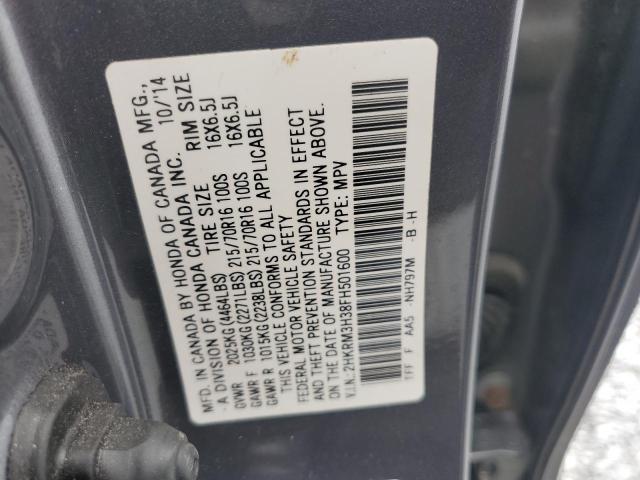 MFD. IN CANADA BY HONDA OF CANADA MFG.,
- A DIVISION OF HONDA CANADA INC. 10/'14
TIRE SIZE RIM SIZE
GVWR 2025KG (4464LBS)
GAWR F 1030KG (2271LBS) 215/70R16 100S 16X6.5J
GAWR R 1015KG (2238LBS) 215/70R16 100S 16X6.5J
THIS VEHICLE CONFORMS TO ALL APPLICABLE
FEDERAL MOTOR VEHICLE SAFETY
AND THEFT PREVENTION STANDARDS IN EFFECT
ON THE DATE OF MANUFACTURE SHOWN ABOVE.
V.I.N.: 2HKRM3H38FH501600 TYPE: MPV
TFF F AA5 -NH797M -B -H